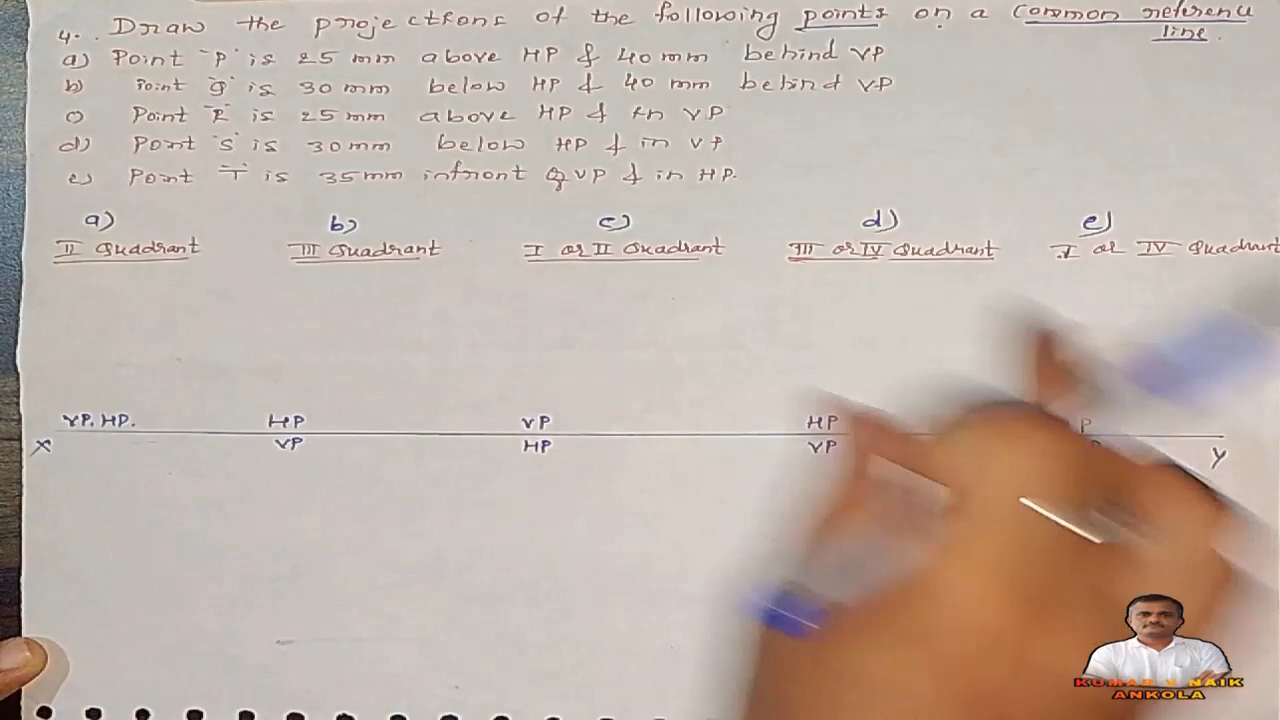 4. Draw the projections of the following points on a common reference line.
a) Point "P" is 25 mm above HP & 40 mm behind VP
b) Point "Q" is 30 mm below HP & 40 mm behind VP
c) Point "R" is 25 mm above HP & in VP
d) Point "S" is 30 mm below HP & in VP
e) Point "T" is 35 mm infront of VP & in HP.
a) b) c) d) e)
II Quadrant III Quadrant I or II Quadrant III or IV Quadrant I or IV Quadrant
VP. HP. HP VP HP P
X VP HP VP Y
KUMAR V NAIK
ANKOLA